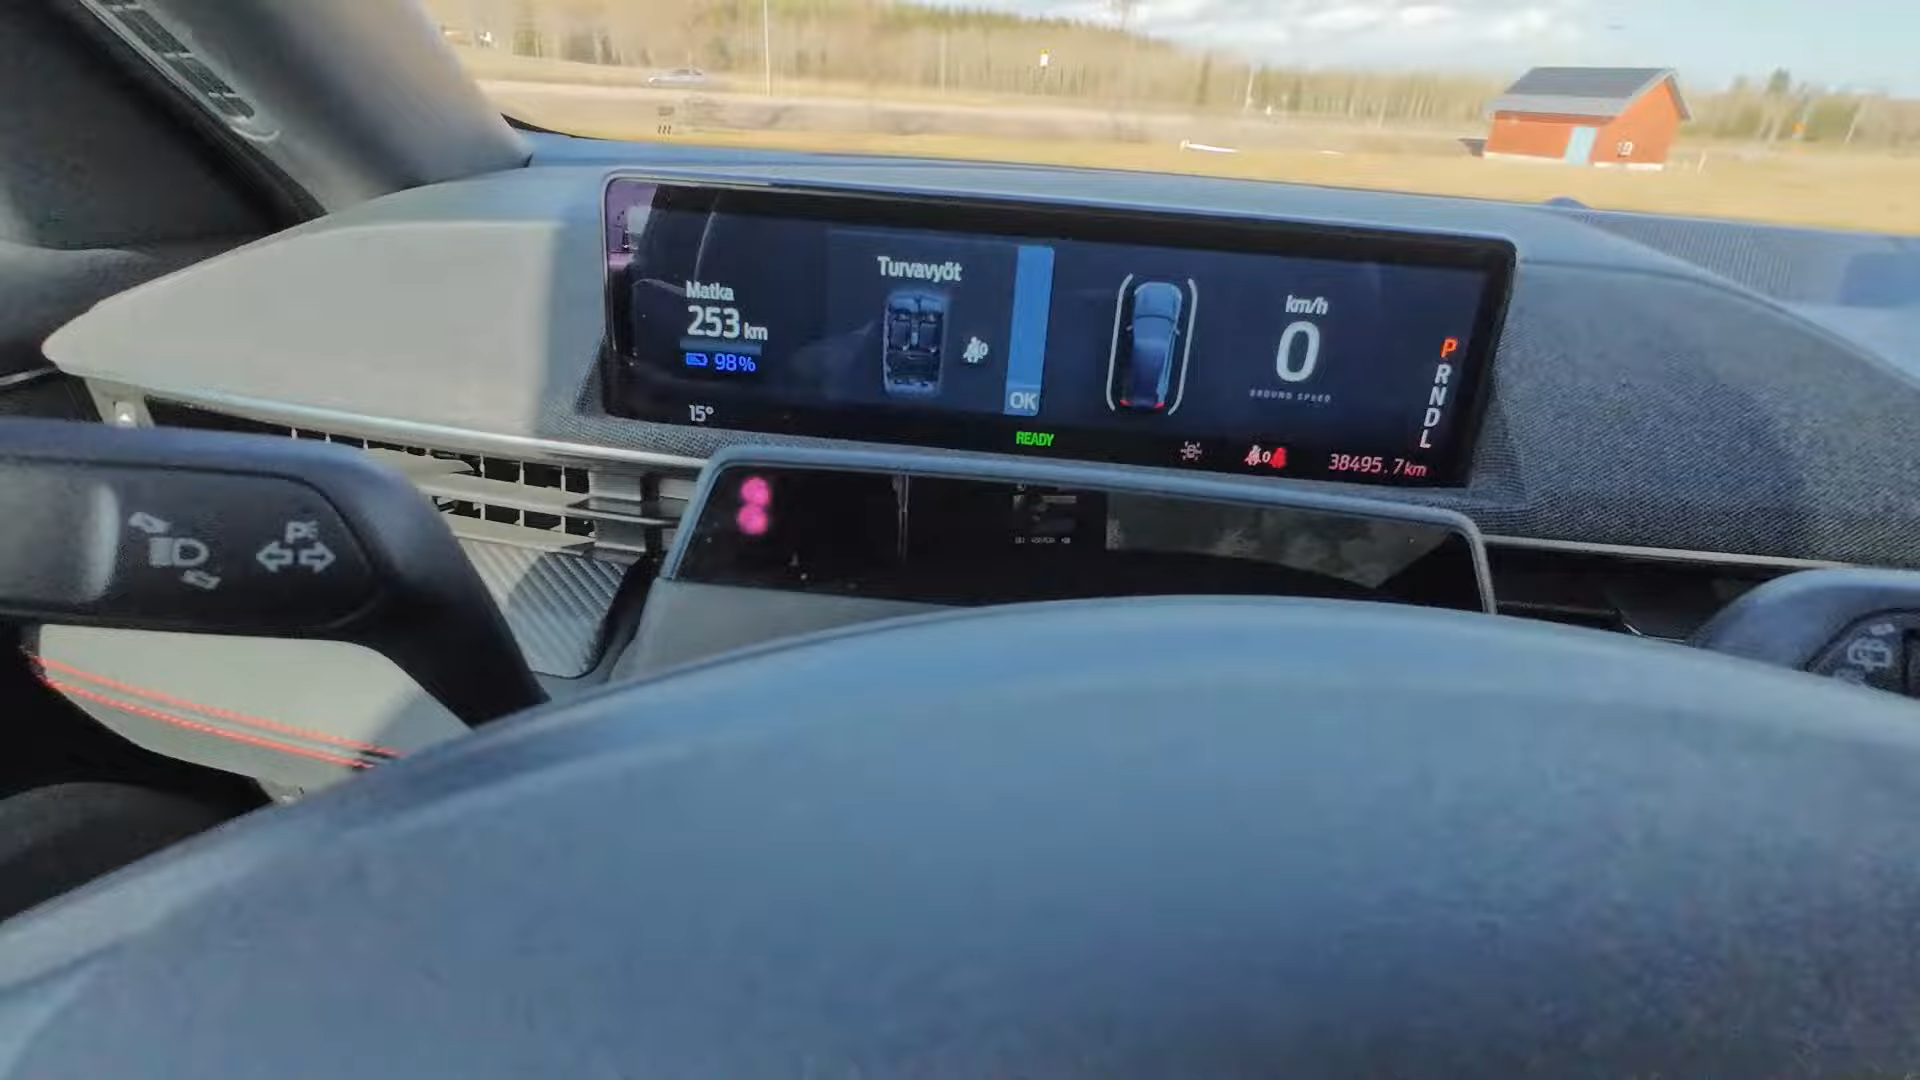 Matka
253 km
98%
15°
Turvavyöt
OK
READY
km/h
0
GROUND SPEED
P
R
N
D
L
0
38495.7km